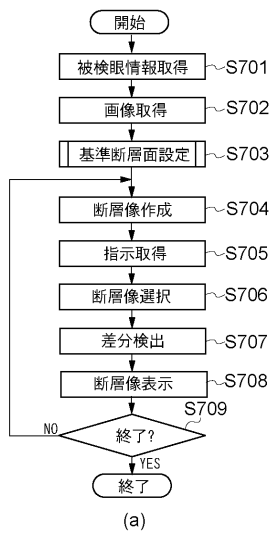 開始
被検眼情報取得 S701
画像取得 S702
基準断層面設定 S703
断層像作成 S704
指示取得 S705
断層像選択 S706
差分検出 S707
断層像表示 S708
S709
終了?
NO
YES
終了
(a)